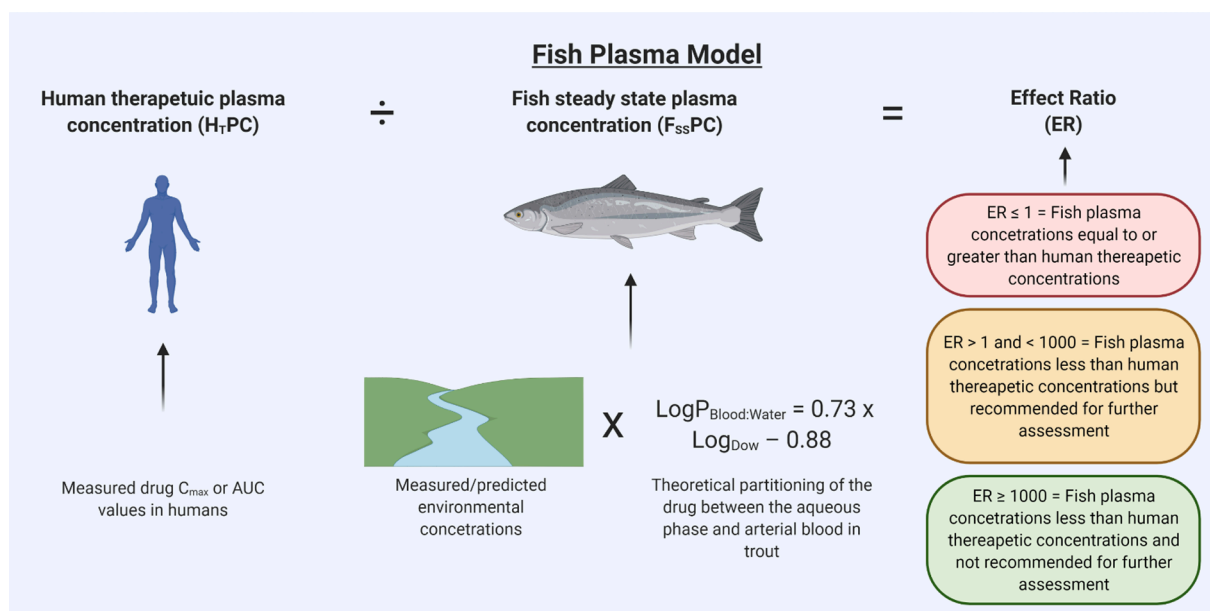 Fish Plasma Model
Human therapetuic plasma
concentration (HTPC)
÷
Fish steady state plasma
concentration (FSSPC)
=
Effect Ratio
(ER)
ER ≤ 1 = Fish plasma
concetrations equal to or
greater than human thereapetic
concentrations
ER > 1 and < 1000 = Fish plasma
concetrations less than human
thereapetic concentrations but
recommended for further
assessment
ER ≥ 1000 = Fish plasma
concetrations less than human
thereapetic concentrations and
not recommended for further
assessment
Measured drug Cmax or AUC
values in humans
Measured/predicted
environmental
concetrations
X
LogPBlood:Water = 0.73 x
LogDow – 0.88
Theoretical partitioning of the
drug between the aqueous
phase and arterial blood in
trout